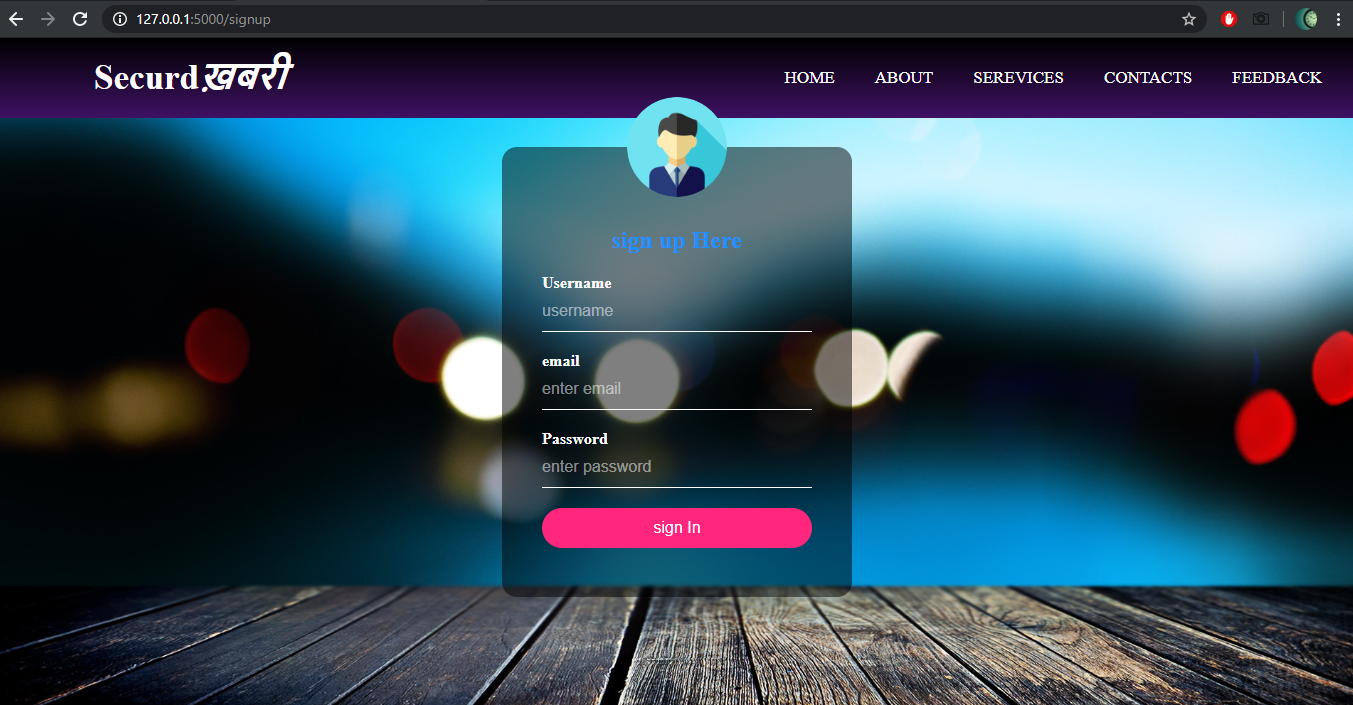 127.0.0.1:5000/signup
Securdख़बरी HOME ABOUT SEREVICES CONTACTS FEEDBACK
sign up Here
Username
username
email
enter email
Password
enter password
sign In